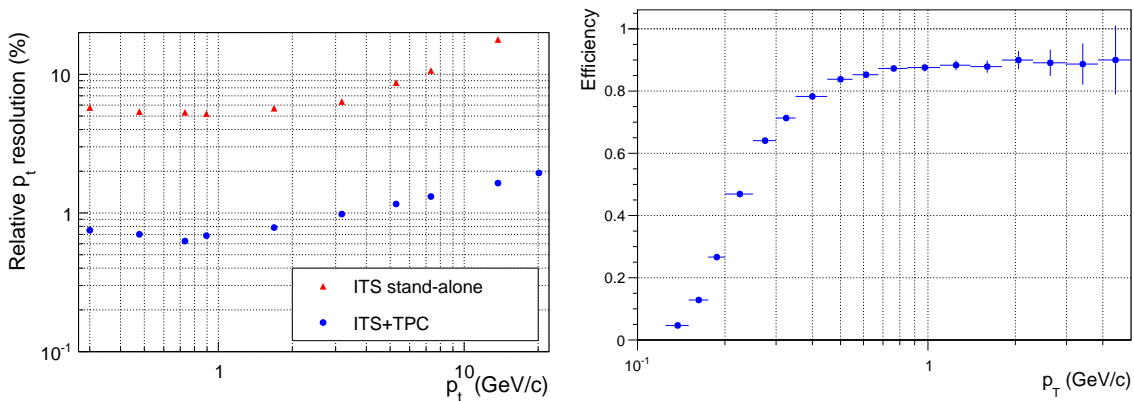 Relative p_t resolution (%)
10
1
10^-1
ITS stand-alone
ITS+TPC
1
10
p_t (GeV/c)
Efficiency
1
0.8
0.6
0.4
0.2
0
10^-1
1
p_T (GeV/c)